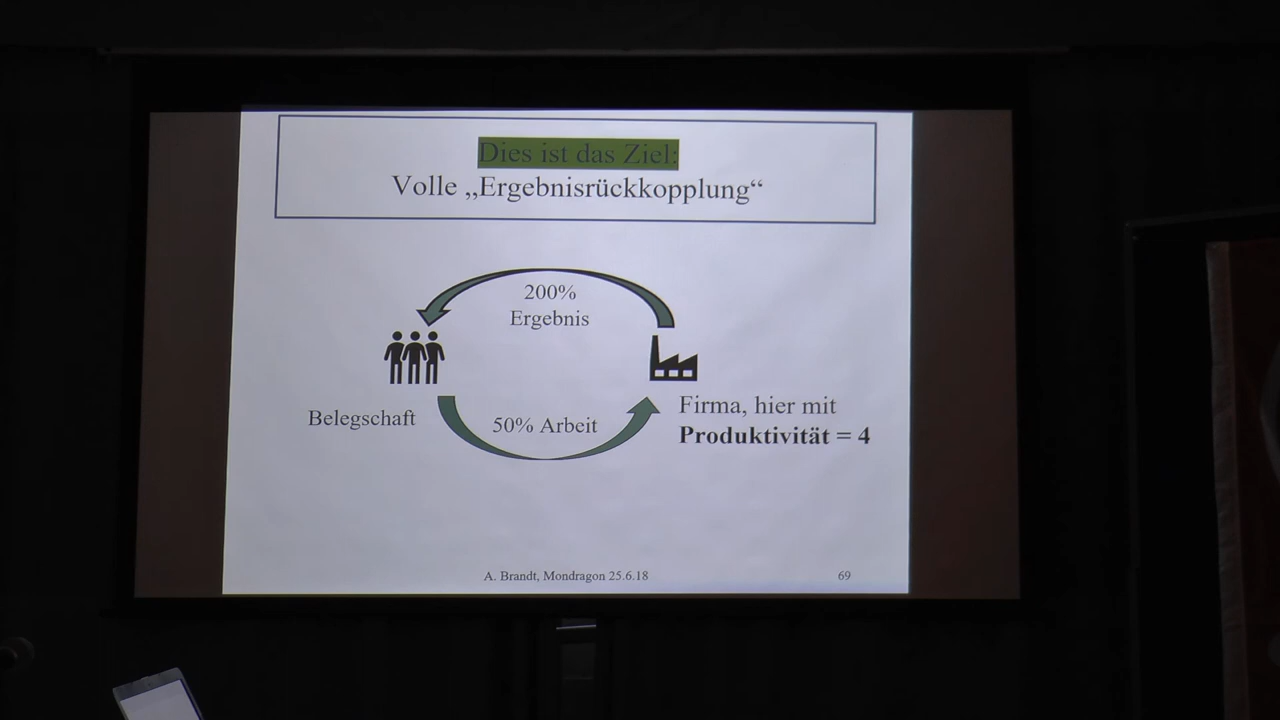 Dies ist das Ziel:
Volle „Ergebnisrückkopplung“
200%
Ergebnis
Belegschaft
50% Arbeit
Firma, hier mit
Produktivität = 4
A. Brandt, Mondragon 25.6.18
69